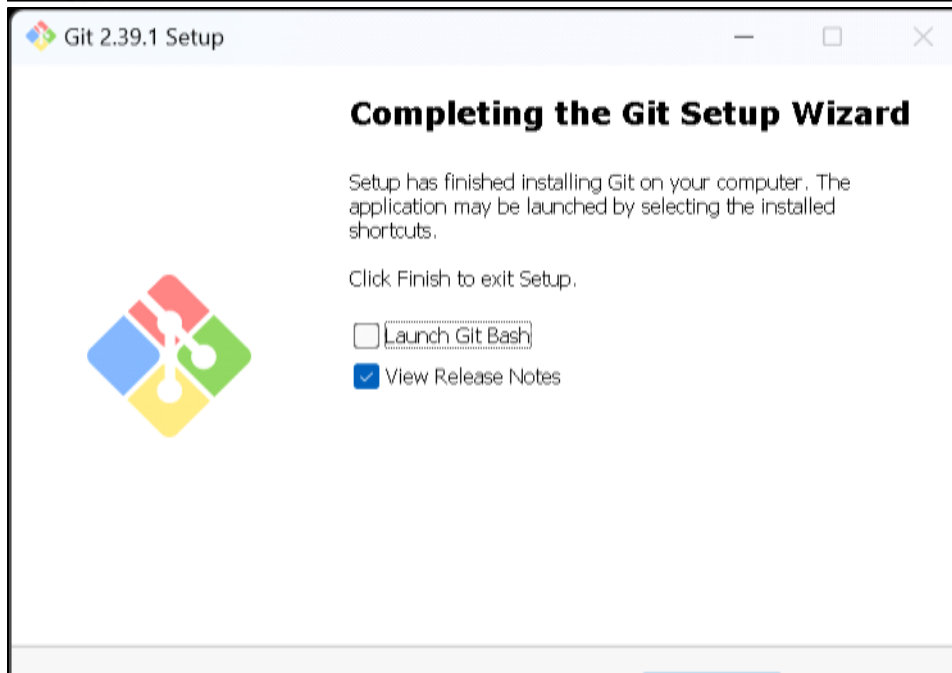 Git 2.39.1 Setup
Completing the Git Setup Wizard
Setup has finished installing Git on your computer. The
application may be launched by selecting the installed
shortcuts.
Click Finish to exit Setup.
Launch Git Bash
View Release Notes